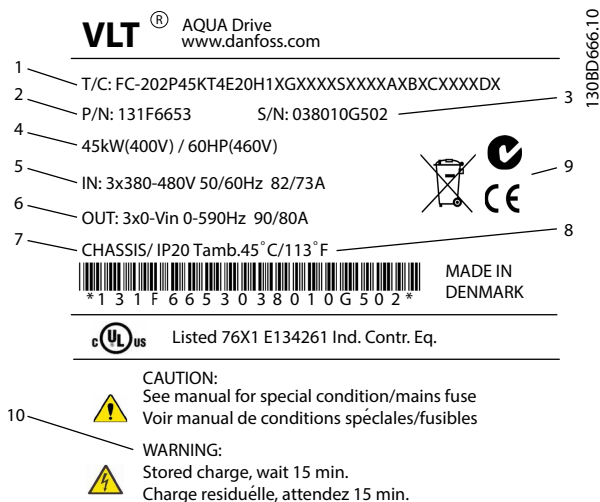 VLT ® AQUA Drive
www.danfoss.com
130BD666.10
1 T/C: FC-202P45KT4E20H1XGXXXXSXXXXAXBXCXXXXDX
2 P/N: 131F6653 S/N: 038010G502 3
4 45kW(400V) / 60HP(460V)
5 IN: 3x380-480V 50/60Hz 82/73A 9
CE
6 OUT: 3x0-Vin 0-590Hz 90/80A
7 CHASSIS/ IP20 Tamb.45˚C/113˚F 8
*131F6653038010G502* MADE IN
DENMARK
c UL us Listed 76X1 E134261 Ind. Contr. Eq.
CAUTION:
See manual for special condition/mains fuse
Voir manual de conditions spéclales/fusibles
10 WARNING:
Stored charge, wait 15 min.
Charge residuélle, attendez 15 min.